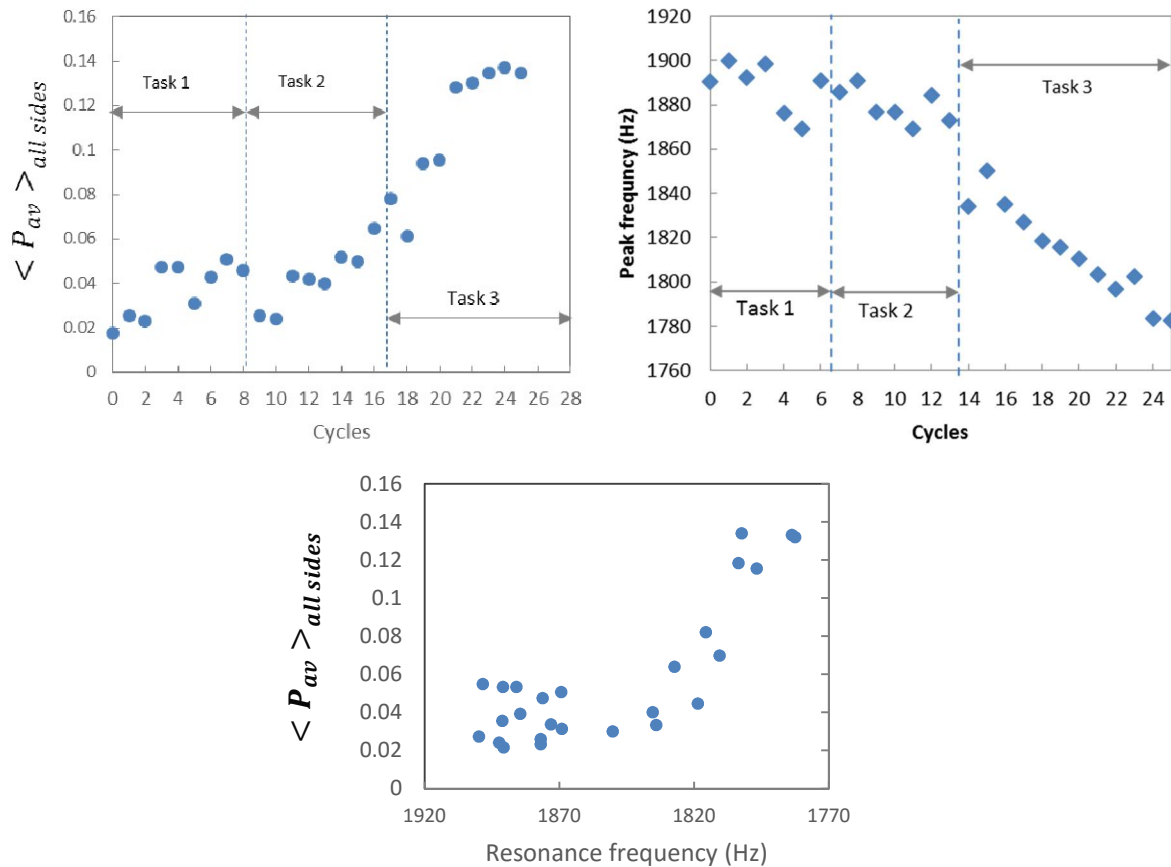 < P_av >_all sides
0.16
0.14
0.12
0.1
0.08
0.06
0.04
0.02
0
Task 1
Task 2
Task 3
0 2 4 6 8 10 12 14 16 18 20 22 24 26 28
Cycles
Peak frequncy (Hz)
1920
1900
1880
1860
1840
1820
1800
1780
1760
Task 3
Task 1
Task 2
0 2 4 6 8 10 12 14 16 18 20 22 24
Cycles
< P_av >_all sides
0.16
0.14
0.12
0.1
0.08
0.06
0.04
0.02
0
1920 1870 1820 1770
Resonance frequency (Hz)